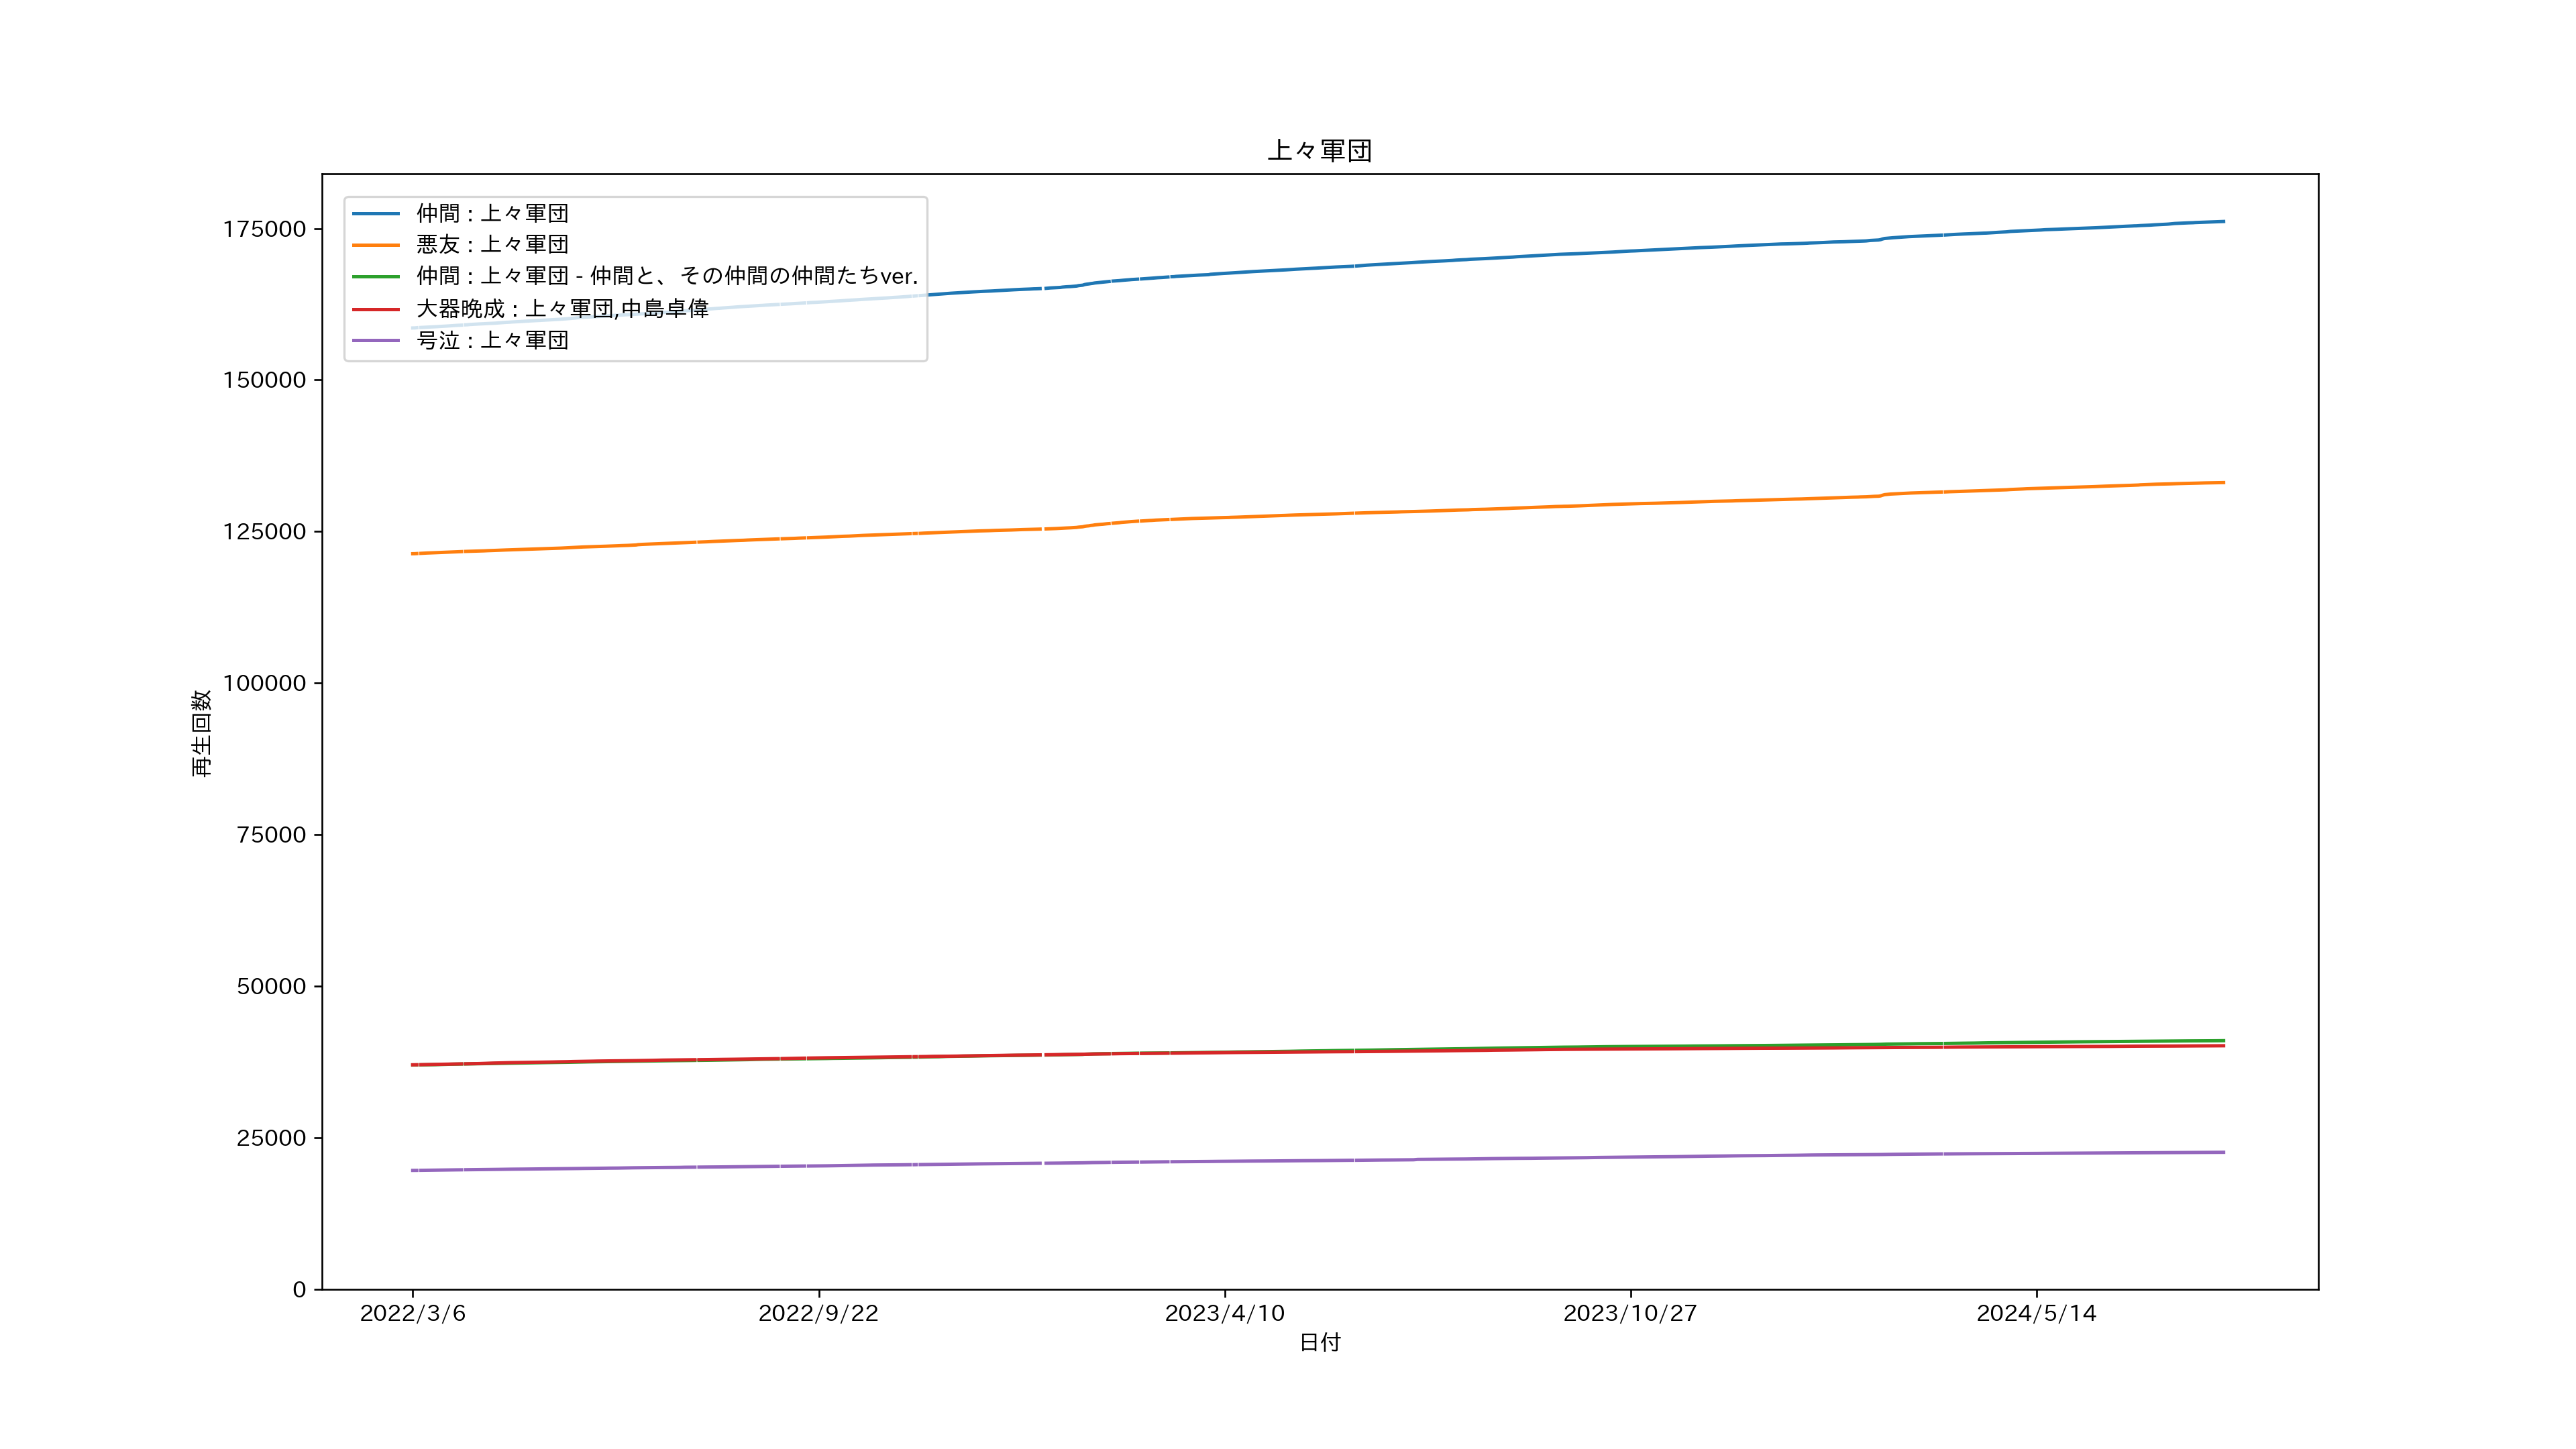 上々軍団
仲間 : 上々軍団
悪友 : 上々軍団
仲間 : 上々軍団 - 仲間と、その仲間の仲間たちver.
大器晩成 : 上々軍団,中島卓偉
号泣 : 上々軍団
175000
150000
125000
100000
75000
50000
25000
0
再生回数
2022/3/6
2022/9/22
2023/4/10
2023/10/27
2024/5/14
日付